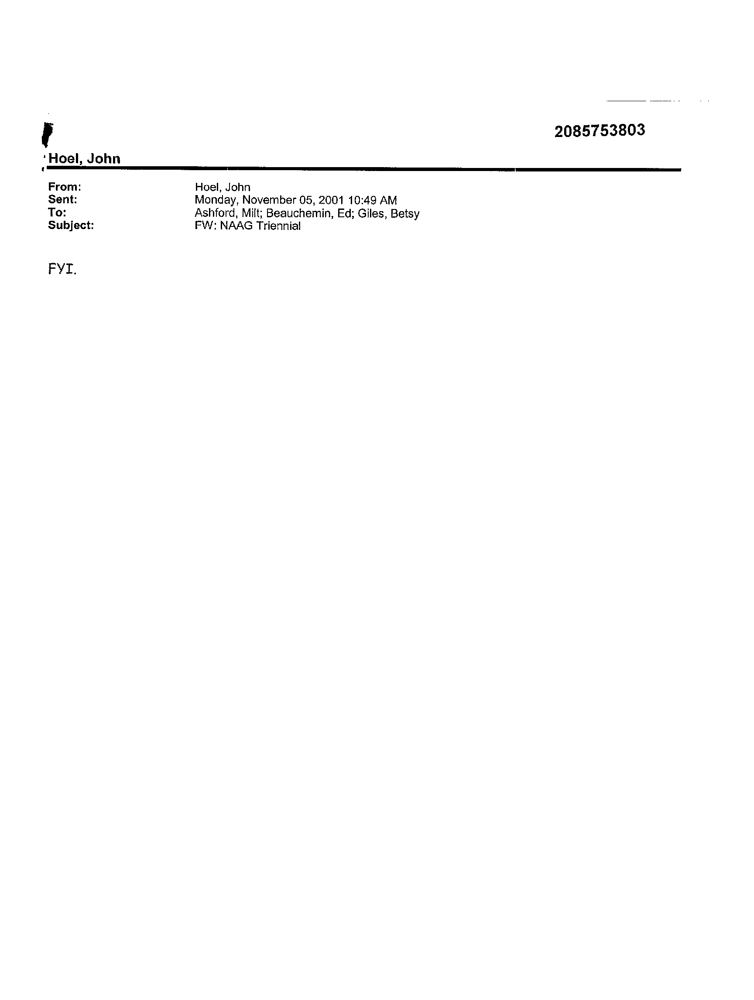 2085753803
Hoel, John
From: Hoel, John
Sent: Monday, November 05, 2001 10:49 AM
To: Ashford, Milt; Beauchemin, Ed; Giles, Betsy
Subject: FW: NAAG Triennial
FYI.